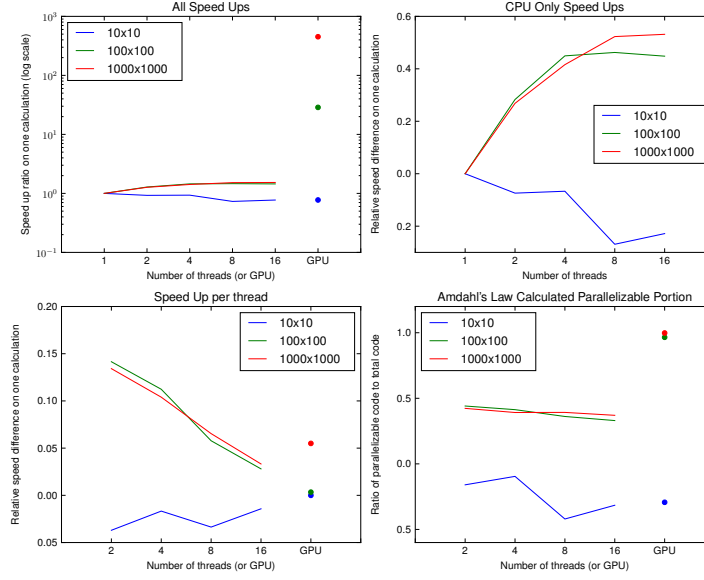 All Speed Ups
Speed up ratio on one calculation (log scale)
10³
10²
10¹
10⁰
10⁻¹
10x10
100x100
1000x1000
1 2 4 8 16 GPU
Number of threads (or GPU)
CPU Only Speed Ups
Relative speed difference on one calculation
0.6
0.4
0.2
0.0
0.2
10x10
100x100
1000x1000
1 2 4 8 16
Number of threads
Speed Up per thread
Relative speed difference on one calculation
0.20
0.15
0.10
0.05
0.00
0.05
10x10
100x100
1000x1000
2 4 8 16 GPU
Number of threads (or GPU)
Amdahl's Law Calculated Parallelizable Portion
Ratio of parallelizable code to total code
1.0
0.5
0.0
0.5
10x10
100x100
1000x1000
2 4 8 16 GPU
Number of threads (or GPU)